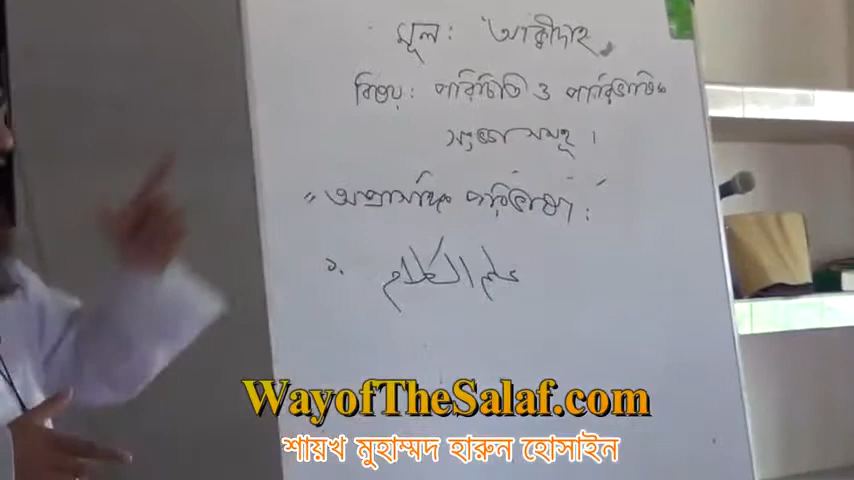 মূল: আক্বীদাহ
বিষয়: পরিচিতি ও পারিভাষিক
সংজ্ঞা সমূহ ।
" অপ্রাসঙ্গিক পরিভাষা :
১. علم الكلام
WayofTheSalaf.com
শায়খ মুহাম্মদ হারুন হোসাইন